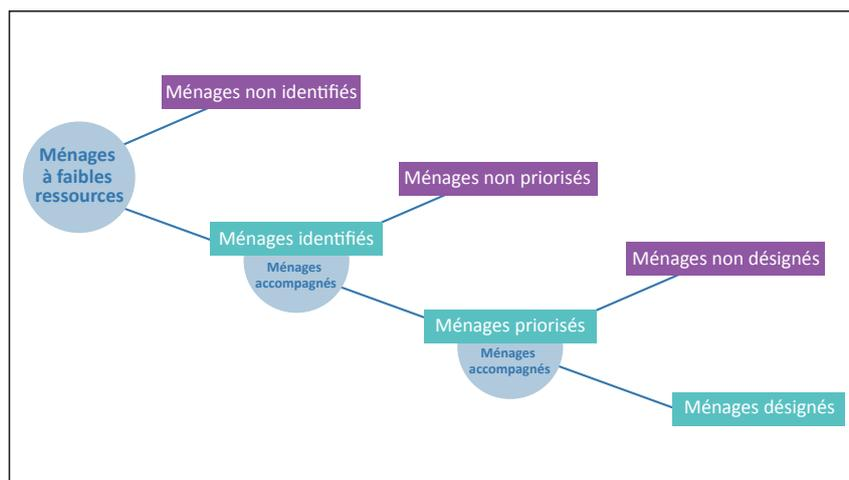 Ménages non identifiés
Ménages
à faibles
ressources
Ménages non priorisés
Ménages identifiés
Ménages
accompagnés
Ménages non désignés
Ménages priorisés
Ménages
accompagnés
Ménages désignés